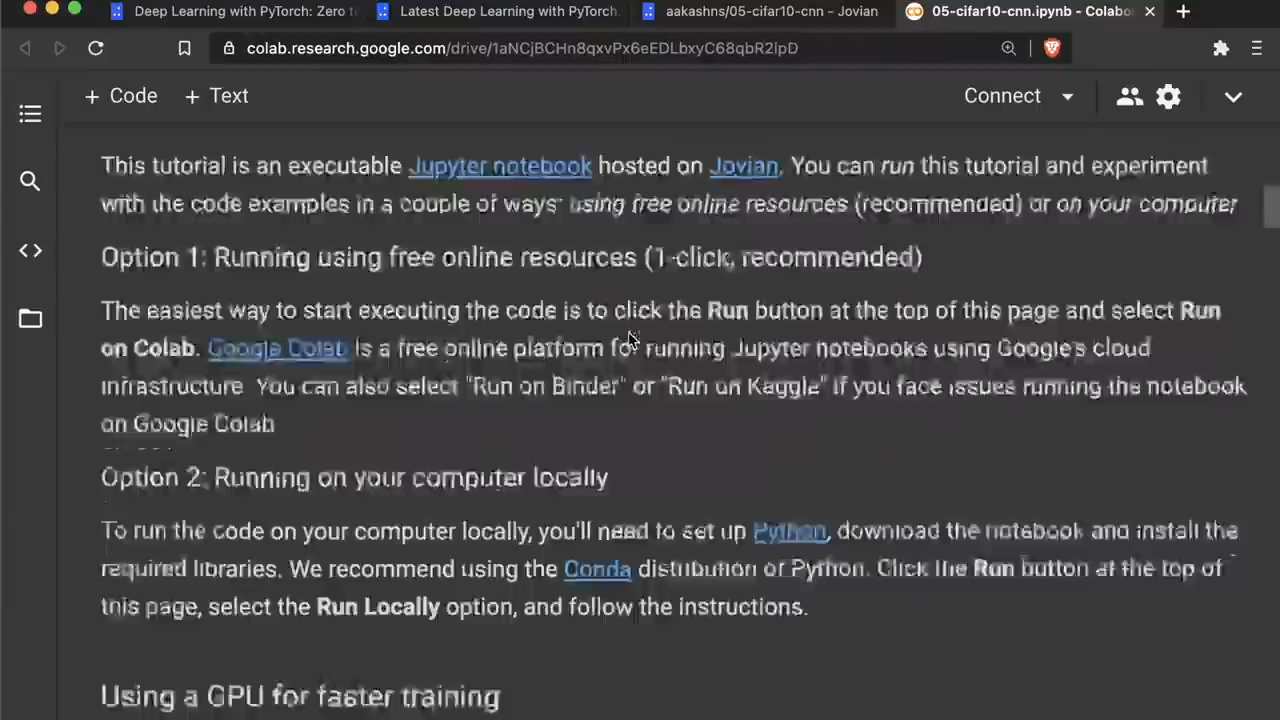 Deep Learning with PyTorch: Zero to
Latest Deep Learning with PyTorch.
aakashns/05-cifar10-cnn - Jovian
05-cifar10-cnn.ipynb - Colabo
colab.research.google.com/drive/1aNCjBCHn8qxvPx6eEDLbxyC68qbR2lpD
+ Code + Text Connect
This tutorial is an executable Jupyter notebook hosted on Jovian. You can run this tutorial and experiment
with the code examples in a couple of ways: using free online resources (recommended) or on your computer
Option 1: Running using free online resources (1-click, recommended)
The easiest way to start executing the code is to click the Run button at the top of this page and select Run
on Colab. Google Colab is a free online platform for running Jupyter notebooks using Google's cloud
infrastructure. You can also select "Run on Binder" or "Run on Kaggle" if you face issues running the notebook
on Google Colab
Option 2: Running on your computer locally
To run the code on your computer locally, you'll need to set up Python, download the notebook and install the
required libraries. We recommend using the Conda distribution of Python. Click the Run button at the top of
this page, select the Run Locally option, and follow the instructions.
Using a GPU for faster training